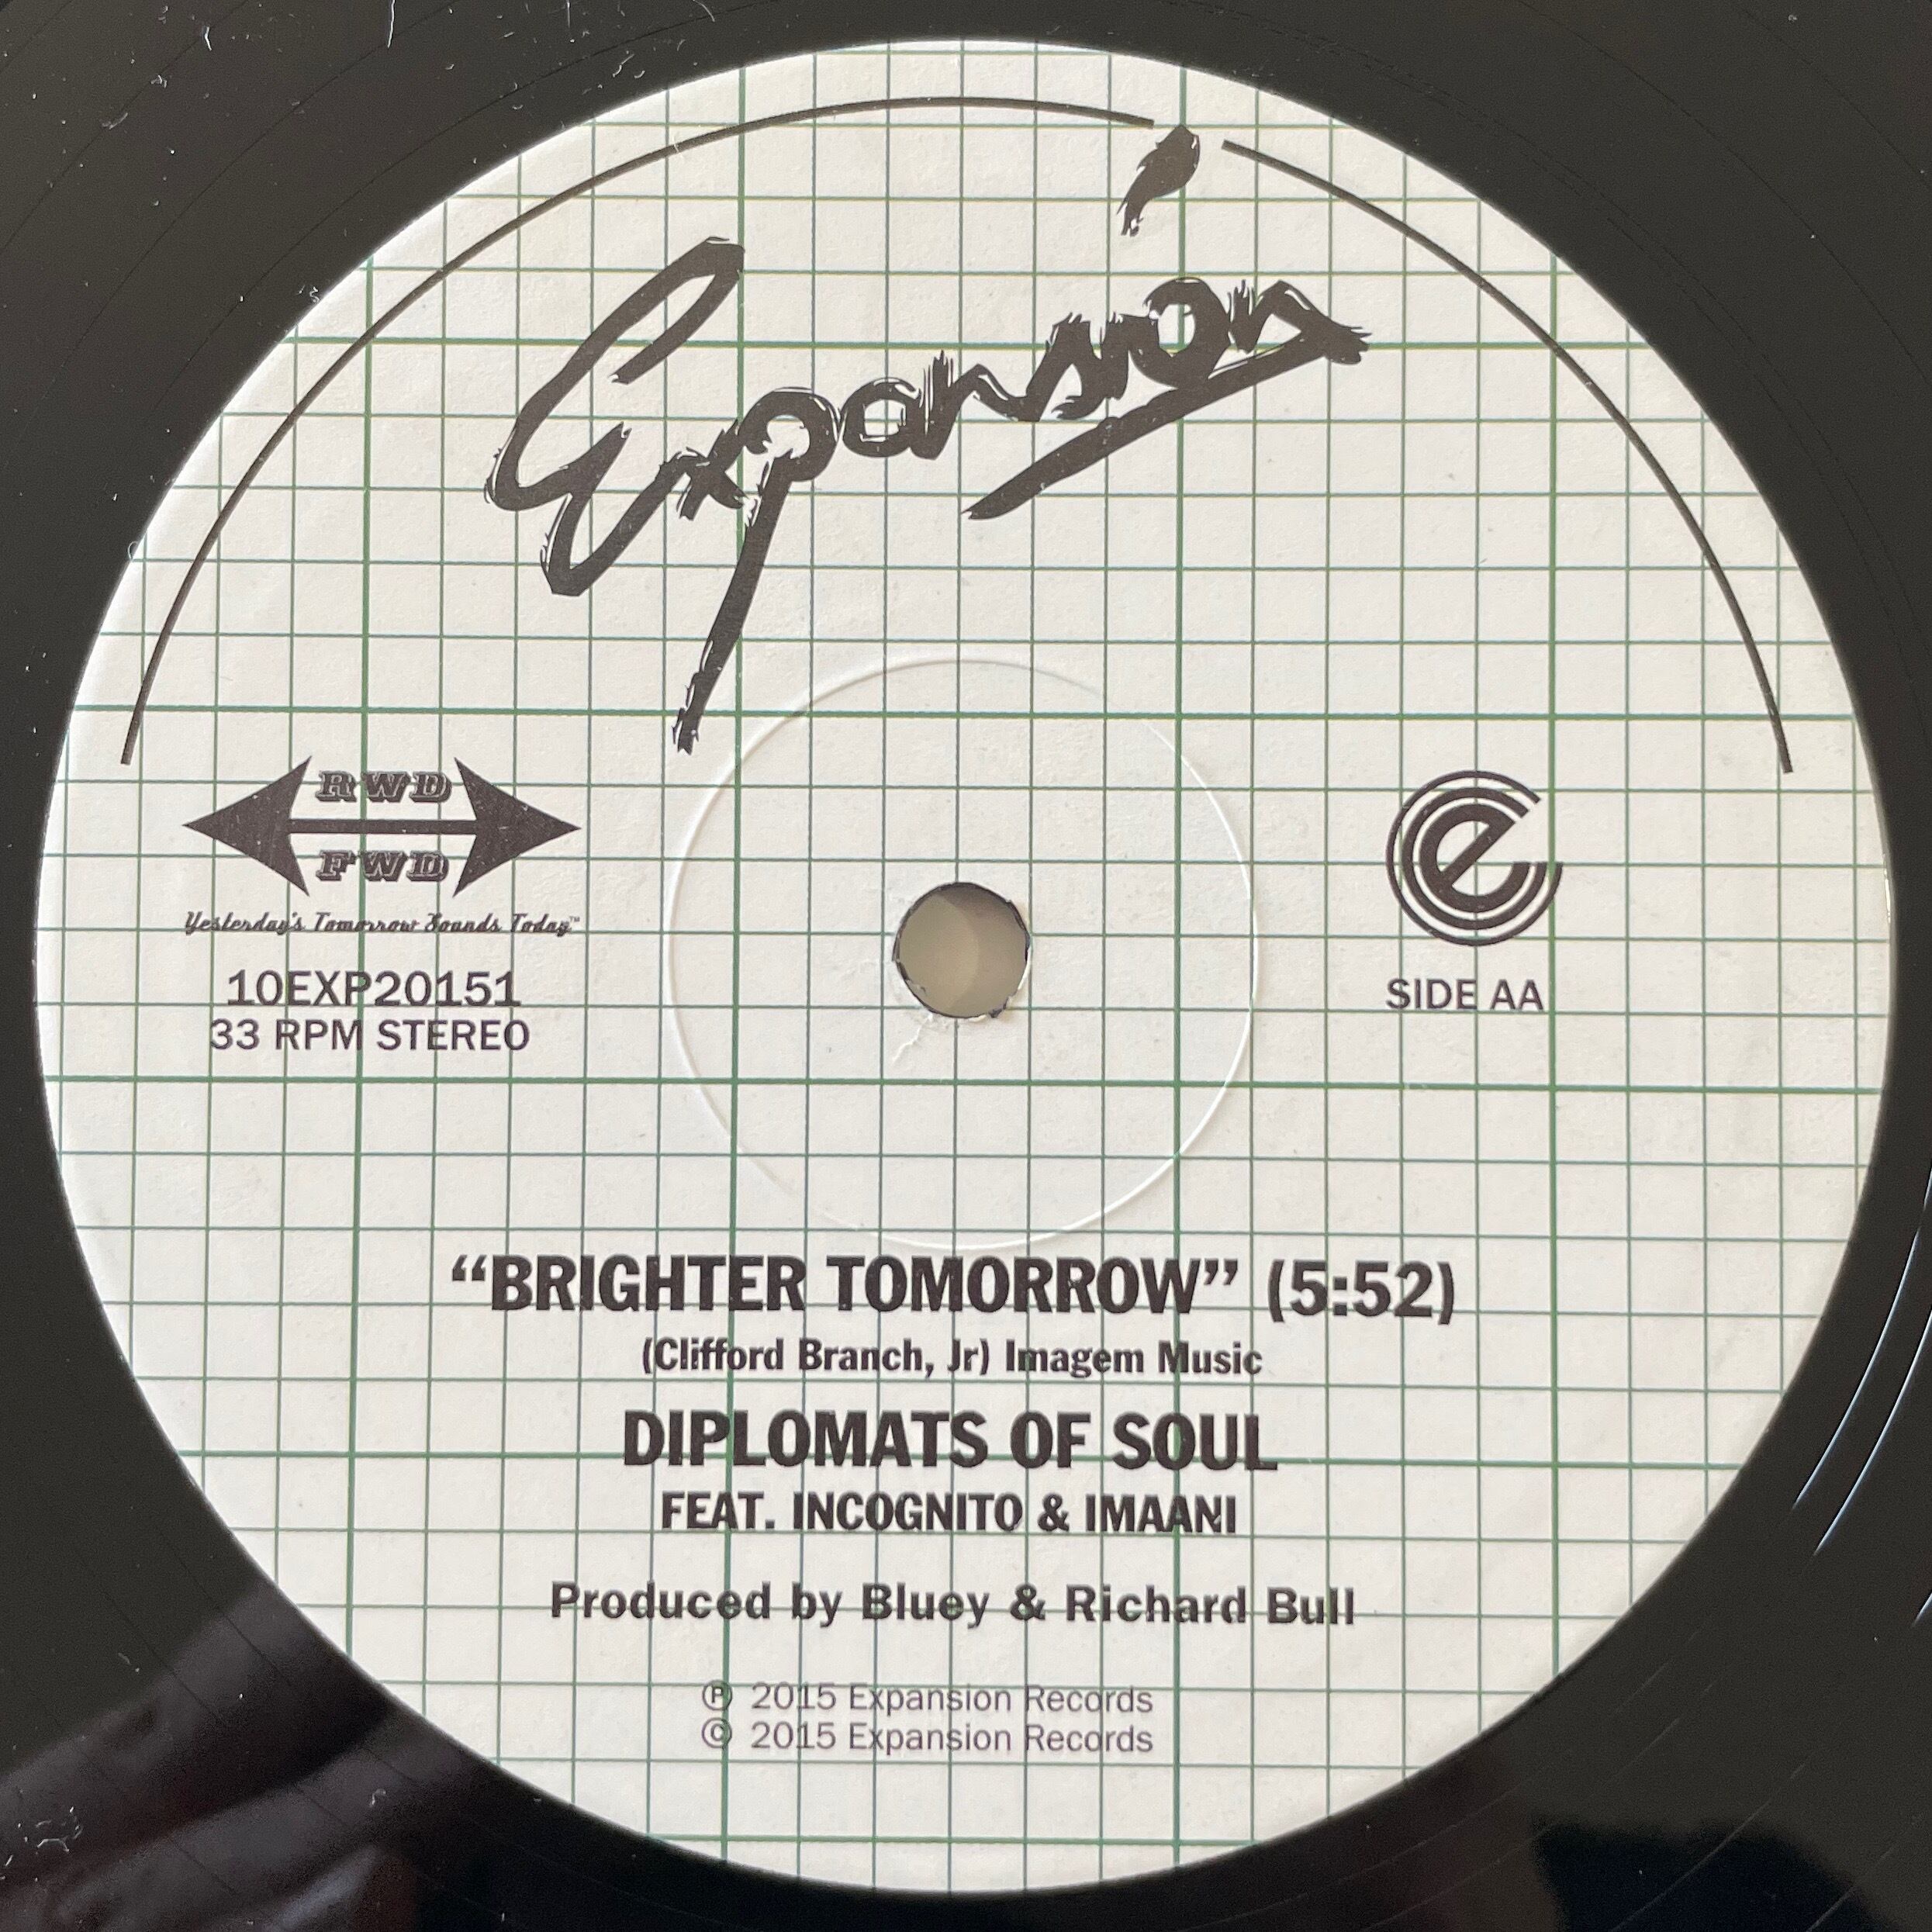 Expansion
RWD
FWD
Yesterday's Tomorrow Sounds Today™
10EXP20151
33 RPM STEREO
e
SIDE AA
“BRIGHTER TOMORROW” (5:52)
(Clifford Branch, Jr) Imagem Music
DIPLOMATS OF SOUL
FEAT. INCOGNITO & IMAANI
Produced by Bluey & Richard Bull
℗ 2015 Expansion Records
© 2015 Expansion Records